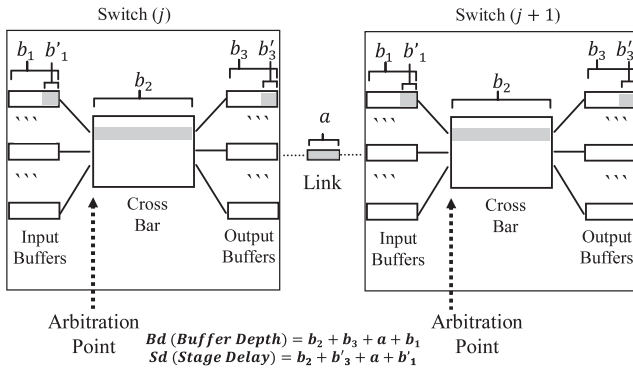 Switch (j)
Switch (j + 1)
b₁ b'₁ b₂ b₃ b'₃
b₁ b'₁ b₂ b₃ b'₃
a
Link
Input Buffers
Cross Bar
Output Buffers
Input Buffers
Cross Bar
Output Buffers
Arbitration Point
Arbitration Point
Bd (Buffer Depth) = b₂ + b₃ + a + b₁
Sd (Stage Delay) = b₂ + b'₃ + a + b'₁